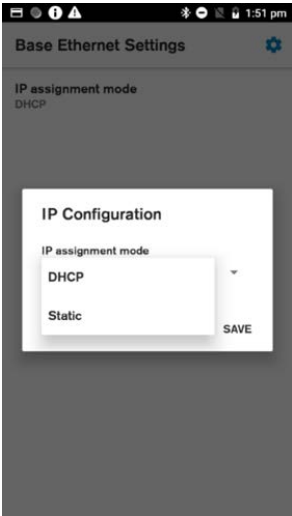 1:51 pm
Base Ethernet Settings
IP assignment mode
DHCP
IP Configuration
IP assignment mode
DHCP
Static
SAVE